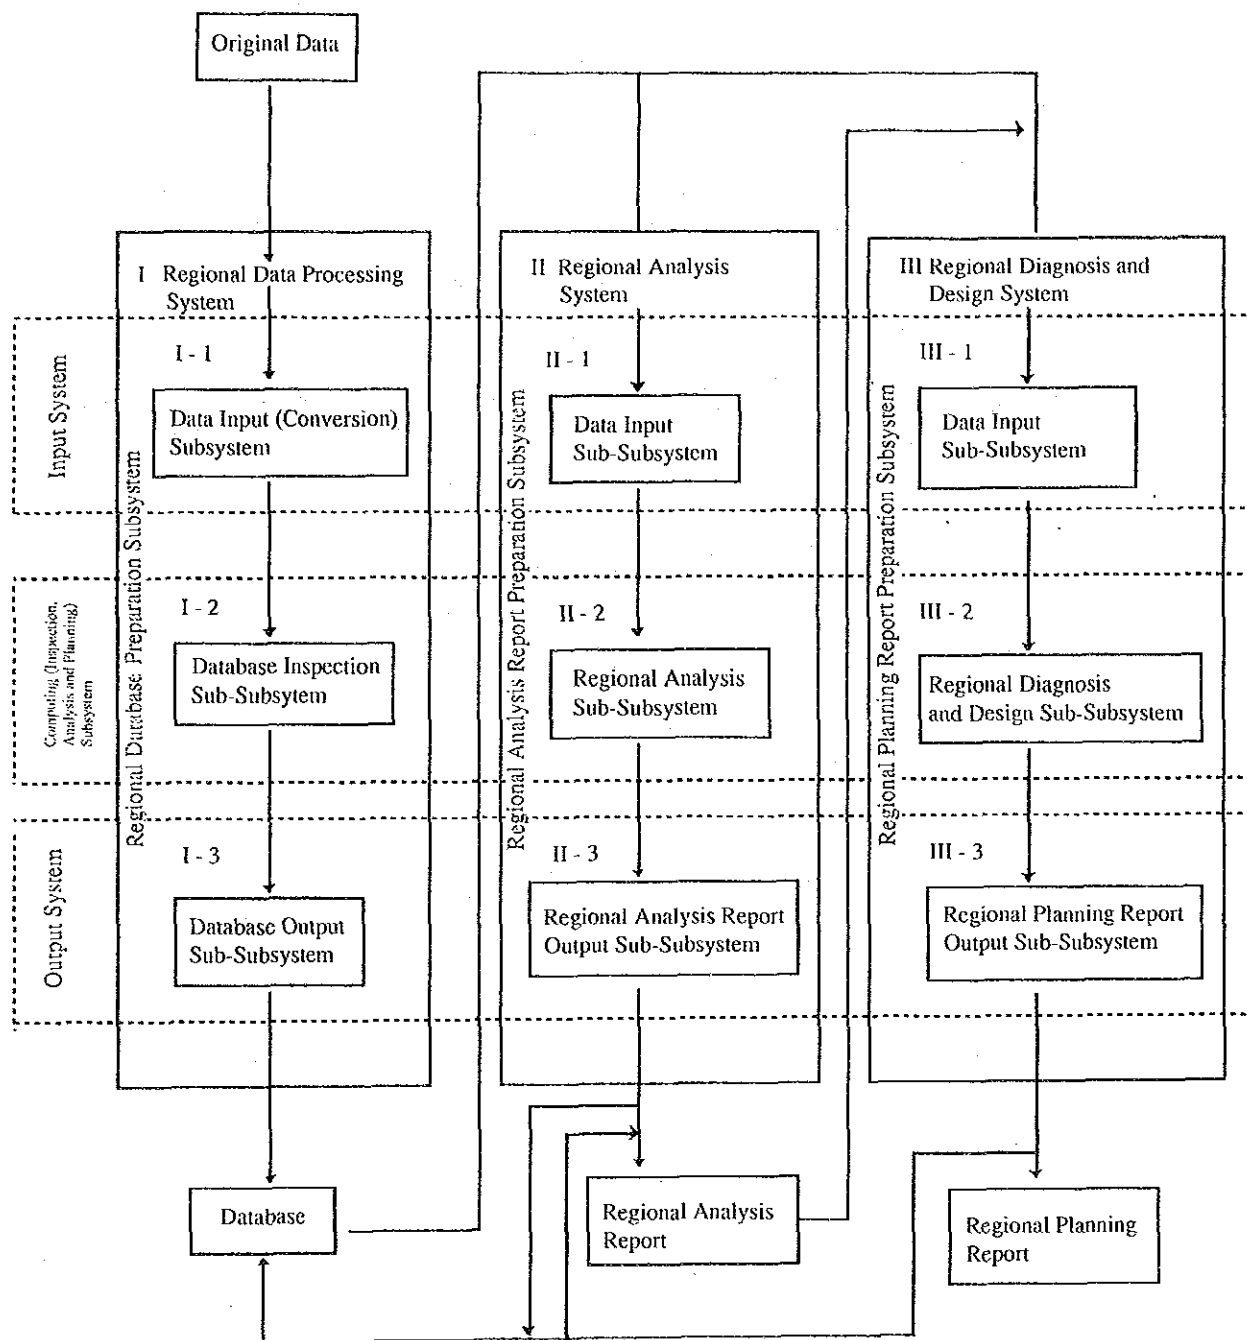 Original Data
I Regional Data Processing
System
II Regional Analysis
System
III Regional Diagnosis and
Design System
Input System
I - 1
Data Input (Conversion)
Subsystem
II - 1
Data Input
Sub-Subsystem
III - 1
Data Input
Sub-Subsystem
Regional Database Preparation Subsystem
Regional Analysis Report Preparation Subsystem
Regional Planning Report Preparation Subsystem
Computing (Inspection,
Analysis and Planning)
Subsystem
I - 2
Database Inspection
Sub-Subsytem
II - 2
Regional Analysis
Sub-Subsystem
III - 2
Regional Diagnosis
and Design Sub-Subsystem
Output System
I - 3
Database Output
Sub-Subsystem
II - 3
Regional Analysis Report
Output Sub-Subsystem
III - 3
Regional Planning Report
Output Sub-Subsystem
Database
Regional Analysis
Report
Regional Planning
Report